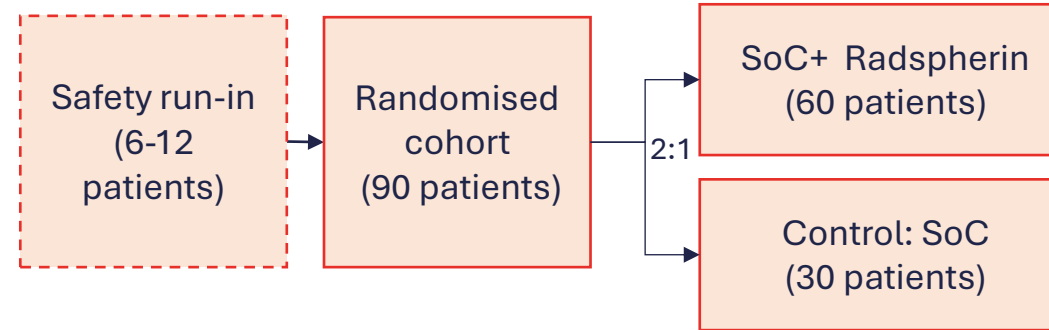 Safety run-in
(6-12
patients)
Randomised
cohort
(90 patients)
2:1
SoC+ Radspherin
(60 patients)
Control: SoC
(30 patients)